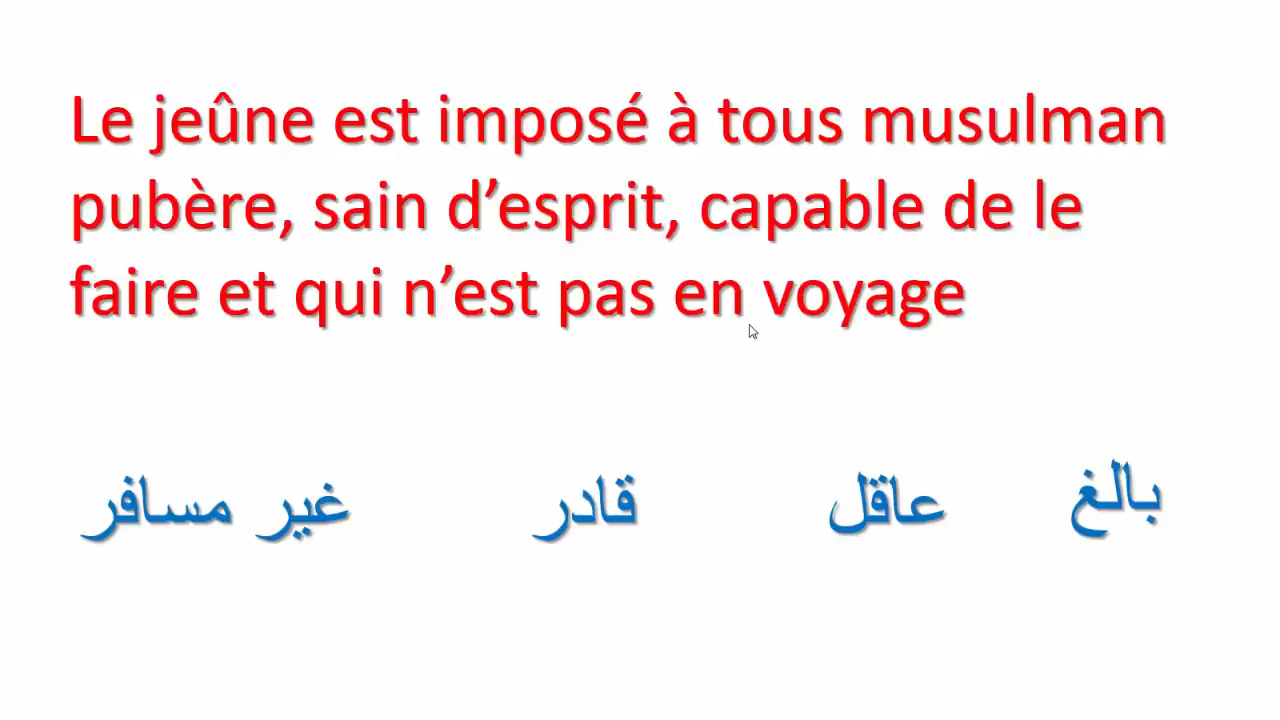 Le jeûne est imposé à tous musulman
pubère, sain d’esprit, capable de le
faire et qui n’est pas en voyage
بالغ عاقل قادر غير مسافر